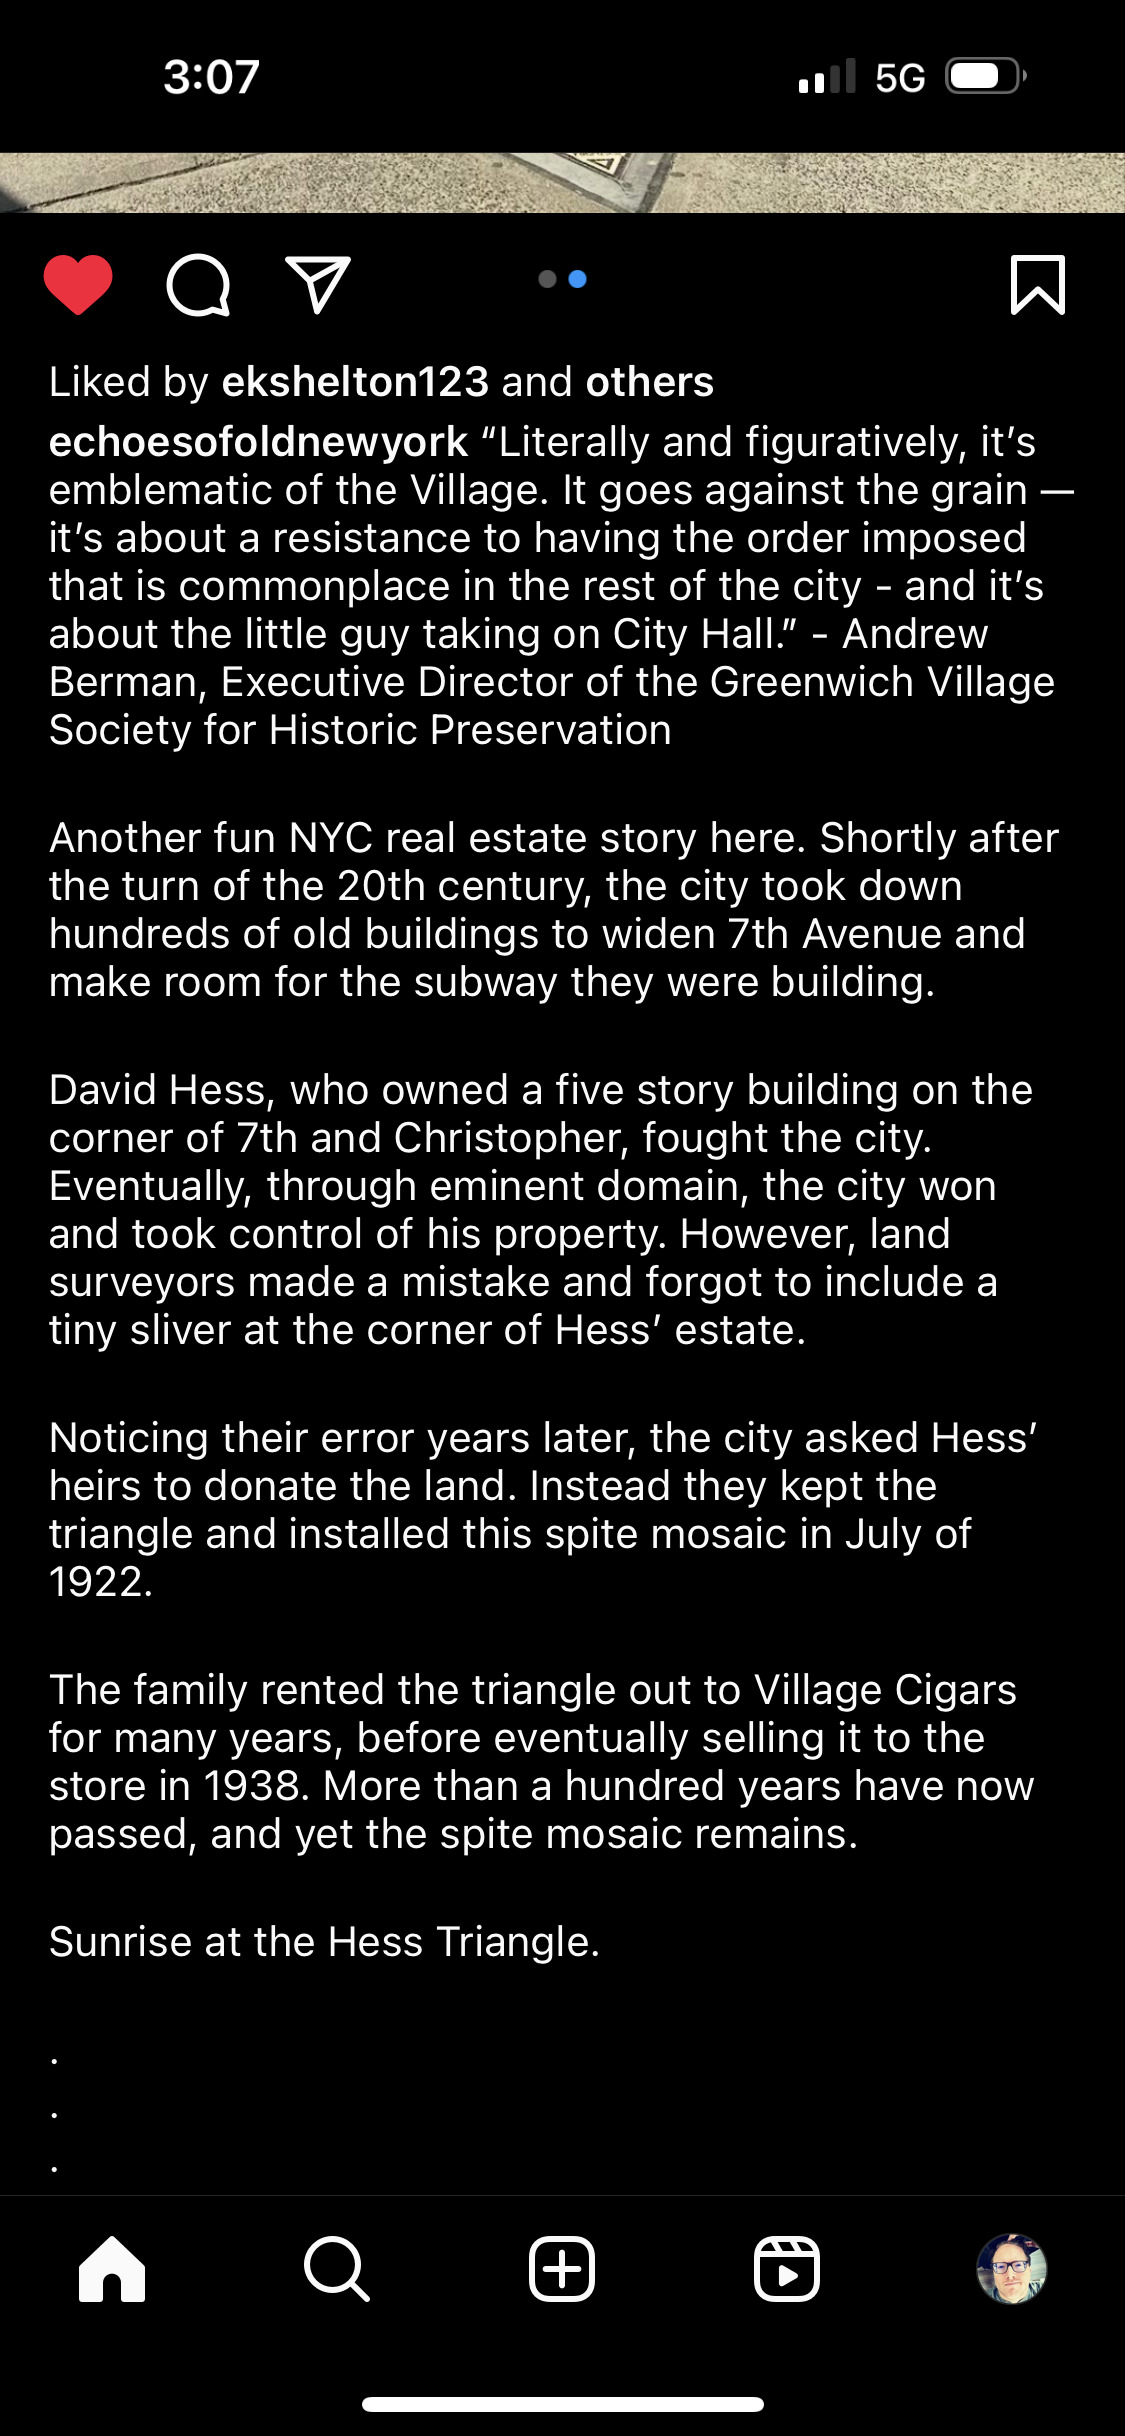 3:07
5G
Liked by ekshelton123 and others
echoesofoldnewyork “Literally and figuratively, it’s
emblematic of the Village. It goes against the grain —
it’s about a resistance to having the order imposed
that is commonplace in the rest of the city - and it’s
about the little guy taking on City Hall.” - Andrew
Berman, Executive Director of the Greenwich Village
Society for Historic Preservation
Another fun NYC real estate story here. Shortly after
the turn of the 20th century, the city took down
hundreds of old buildings to widen 7th Avenue and
make room for the subway they were building.
David Hess, who owned a five story building on the
corner of 7th and Christopher, fought the city.
Eventually, through eminent domain, the city won
and took control of his property. However, land
surveyors made a mistake and forgot to include a
tiny sliver at the corner of Hess’ estate.
Noticing their error years later, the city asked Hess’
heirs to donate the land. Instead they kept the
triangle and installed this spite mosaic in July of
1922.
The family rented the triangle out to Village Cigars
for many years, before eventually selling it to the
store in 1938. More than a hundred years have now
passed, and yet the spite mosaic remains.
Sunrise at the Hess Triangle.
.
.
.